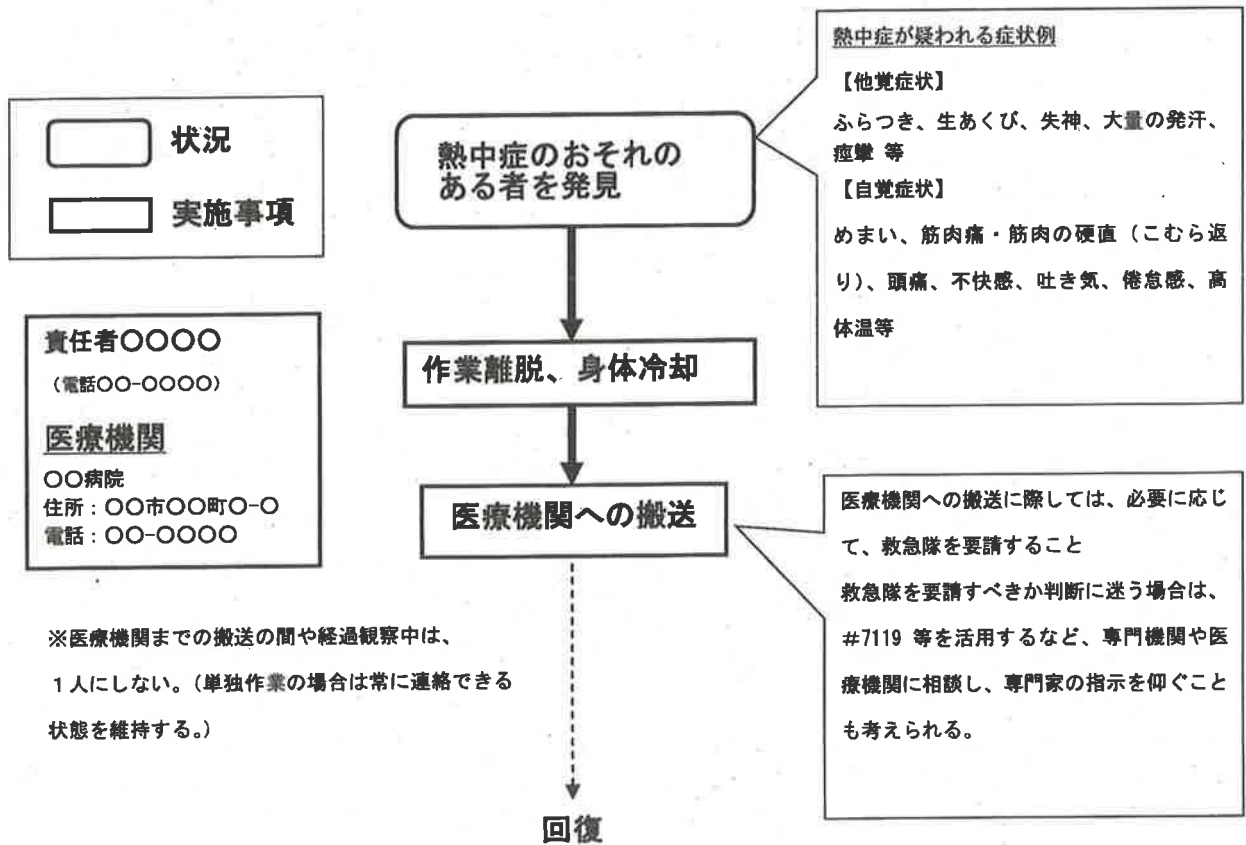 状況
実施事項
責任者〇〇〇〇
（電話〇〇-〇〇〇〇）
医療機関
〇〇病院
住所：〇〇市〇〇町〇-〇
電話：〇〇-〇〇〇〇
熱中症のおそれの
ある者を発見
作業離脱、身体冷却
医療機関への搬送
回復
熱中症が疑われる症状例
【他覚症状】
ふらつき、生あくび、失神、大量の発汗、
痙攣 等
【自覚症状】
めまい、筋肉痛・筋肉の硬直（こむら返
り）、頭痛、不快感、吐き気、倦怠感、高
体温等
医療機関への搬送に際しては、必要に応じ
て、救急隊を要請すること
救急隊を要請すべきか判断に迷う場合は、
#7119 等を活用するなど、専門機関や医
療機関に相談し、専門家の指示を仰ぐこと
も考えられる。
※医療機関までの搬送の間や経過観察中は、
１人にしない。（単独作業の場合は常に連絡できる
状態を維持する。）